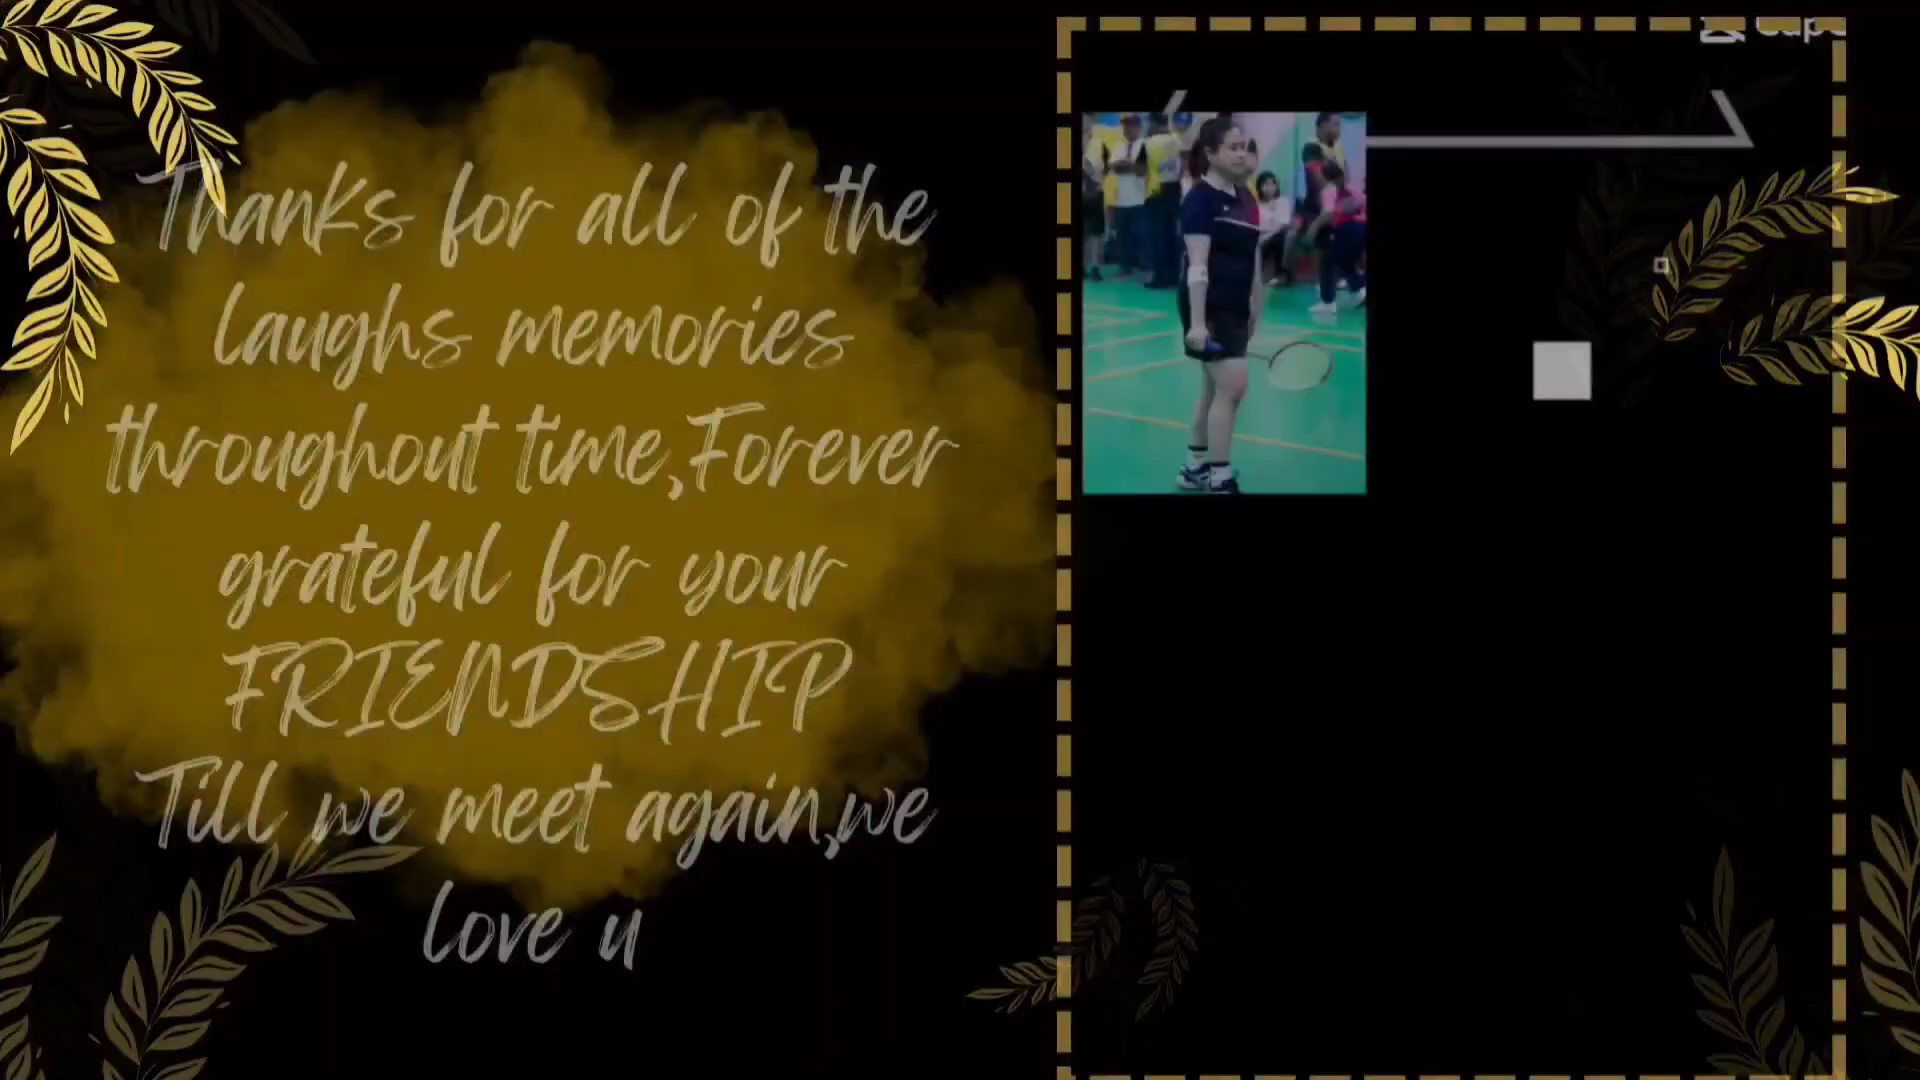 Thanks for all of the
laughs memories
throughout time,Forever
grateful for your
FRIENDSHIP
Till we meet again,we
love u